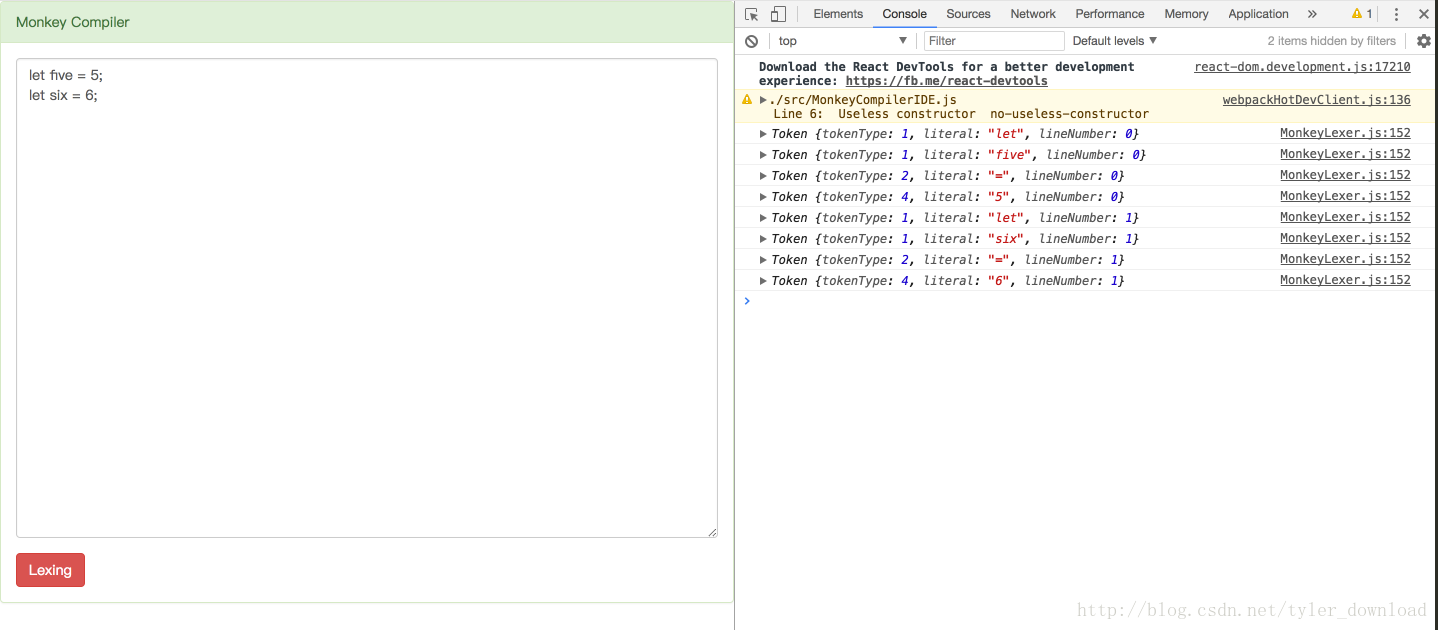 Monkey Compiler
let five = 5;
let six = 6;
Lexing
Elements Console Sources Network Performance Memory Application » 1
top Filter Default levels 2 items hidden by filters
Download the React DevTools for a better development react-dom.development.js:17210
experience: https://fb.me/react-devtools
./src/MonkeyCompilerIDE.js webpackHotDevClient.js:136
Line 6: Useless constructor no-useless-constructor
Token {tokenType: 1, literal: "let", lineNumber: 0} MonkeyLexer.js:152
Token {tokenType: 1, literal: "five", lineNumber: 0} MonkeyLexer.js:152
Token {tokenType: 2, literal: "=", lineNumber: 0} MonkeyLexer.js:152
Token {tokenType: 4, literal: "5", lineNumber: 0} MonkeyLexer.js:152
Token {tokenType: 1, literal: "let", lineNumber: 1} MonkeyLexer.js:152
Token {tokenType: 1, literal: "six", lineNumber: 1} MonkeyLexer.js:152
Token {tokenType: 2, literal: "=", lineNumber: 1} MonkeyLexer.js:152
Token {tokenType: 4, literal: "6", lineNumber: 1} MonkeyLexer.js:152
http://blog.csdn.net/tyler_download